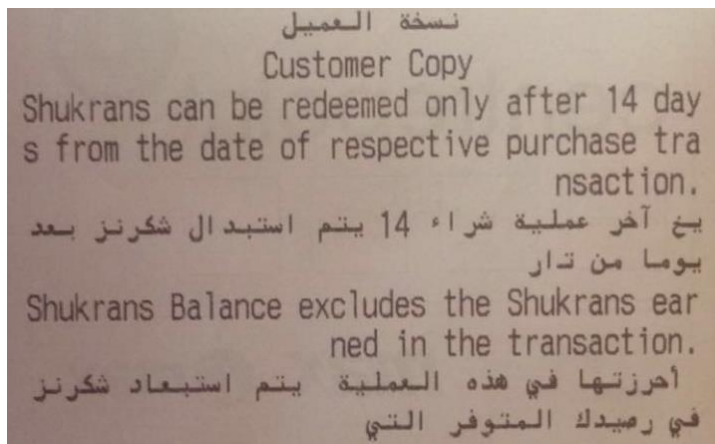 نسخة العميل
Customer Copy
Shukrans can be redeemed only after 14 day
s from the date of respective purchase tra
nsaction.
يخ آخر عملية شراء 14 يتم استبدال شكرنز بعد
يوما من تار
Shukrans Balance excludes the Shukrans ear
ned in the transaction.
أحرزتها في هذه العملية يتم استبعاد شكرنز
في رصيدك المتوفر التي